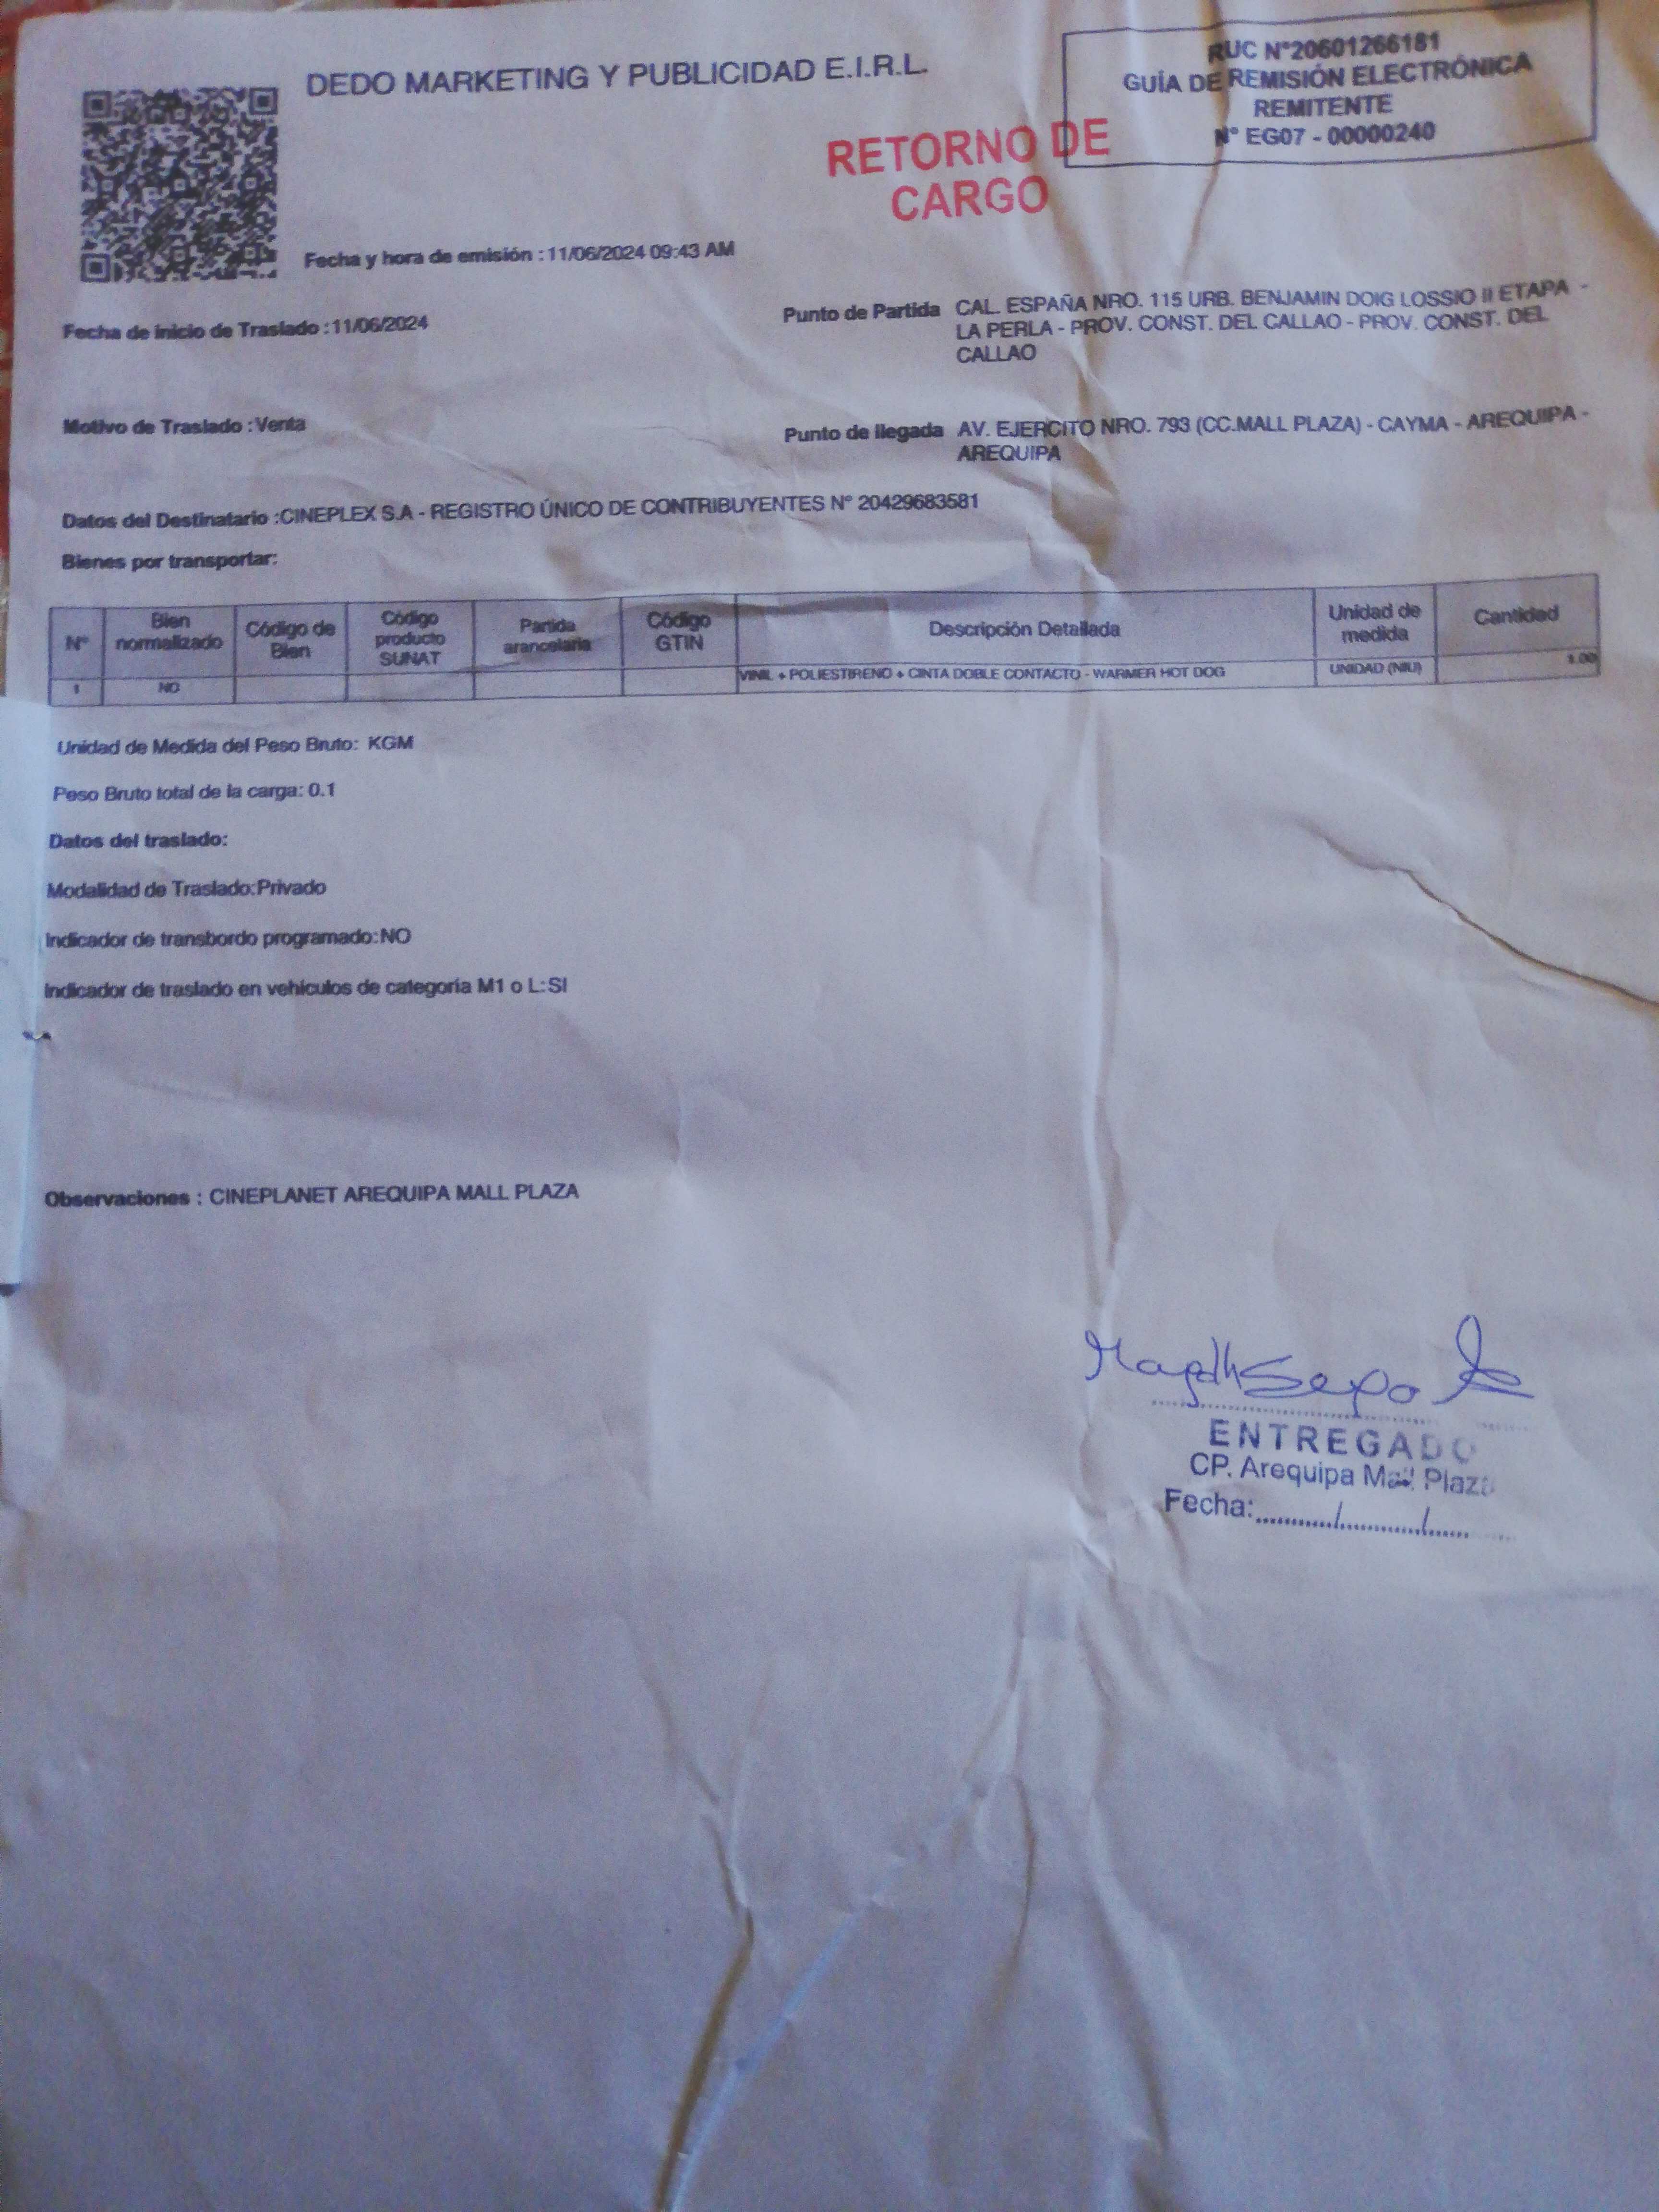 DEDO MARKETING Y PUBLICIDAD E.I.R.L.
RUC N°20601266181
GUÍA DE REMISIÓN ELECTRÓNICA
REMITENTE
N° EG07 - 00000240
RETORNO DE
CARGO
Fecha y hora de emisión : 11/06/2024 09:43 AM
Fecha de inicio de Traslado : 11/06/2024
Punto de Partida CAL. ESPAÑA NRO. 115 URB. BENJAMIN DOIG LOSSIO II ETAPA -
LA PERLA - PROV. CONST. DEL CALLAO - PROV. CONST. DEL
CALLAO
Motivo de Traslado : Venta
Punto de llegada AV. EJERCITO NRO. 793 (CC.MALL PLAZA) - CAYMA - AREQUIPA -
AREQUIPA
Datos del Destinatario :CINEPLEX S.A - REGISTRO ÚNICO DE CONTRIBUYENTES N° 20429683581
Bienes por transportar:
N° Bien normalizado Código de Bien Código producto SUNAT Partida arancelaria Código GTIN Descripción Detallada Unidad de medida Cantidad
1 NO VINIL + POLIESTIRENO + CINTA DOBLE CONTACTO - WARMER HOT DOG UNIDAD (NIU) 1.00
Unidad de Medida del Peso Bruto: KGM
Peso Bruto total de la carga: 0.1
Datos del traslado:
Modalidad de Traslado:Privado
Indicador de transbordo programado:NO
Indicador de traslado en vehículos de categoría M1 o L:SI
Observaciones : CINEPLANET AREQUIPA MALL PLAZA
ENTREGADO
CP. Arequipa Mall Plaza
Fecha:............/............/............